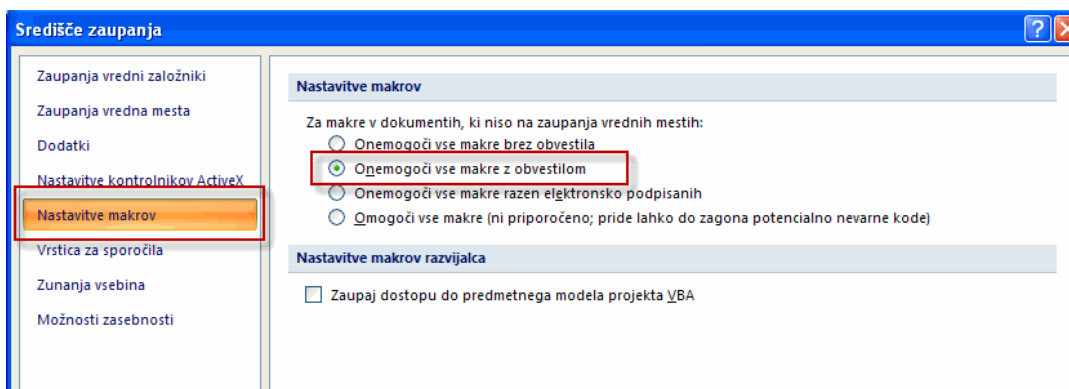 Središče zaupanja
Zaupanja vredni založniki
Zaupanja vredna mesta
Dodatki
Nastavitve kontrolnikov ActiveX
Nastavitve makrov
Vrstica za sporočila
Zunanja vsebina
Možnosti zasebnosti
Nastavitve makrov
Za makre v dokumentih, ki niso na zaupanja vrednih mestih:
Onemogoči vse makre brez obvestila
Onemogoči vse makre z obvestilom
Onemogoči vse makre razen elektronsko podpisanih
Omogoči vse makre (ni priporočeno; pride lahko do zagona potencialno nevarne kode)
Nastavitve makrov razvijalca
Zaupaj dostopu do predmetnega modela projekta VBA